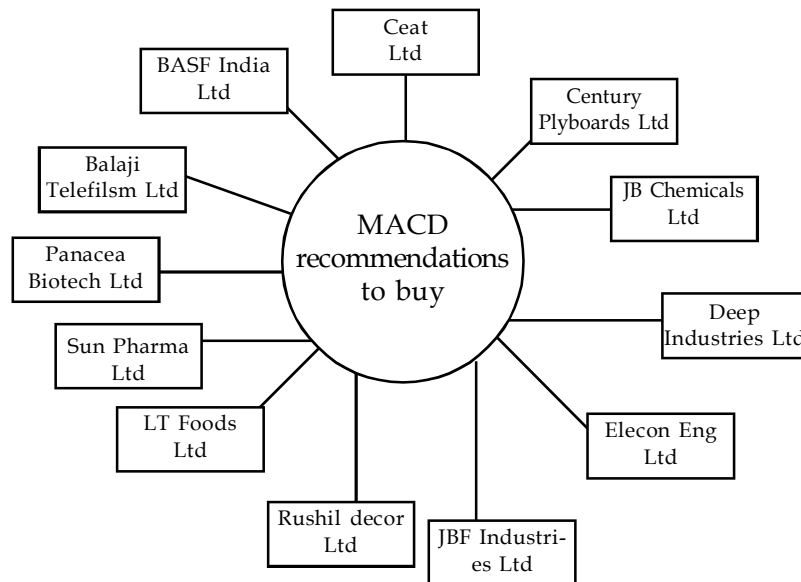 Ceat
Ltd
BASF India
Ltd
Century
Plyboards Ltd
Balaji
Telefilsm Ltd
JB Chemicals
Ltd
MACD
recommendations
to buy
Panacea
Biotech Ltd
Deep
Industries Ltd
Sun Pharma
Ltd
LT Foods
Ltd
Elecon Eng
Ltd
Rushil decor
Ltd
JBF Industri-
es Ltd